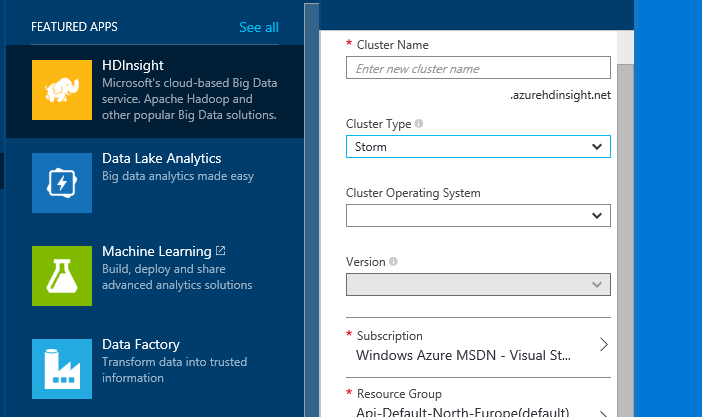 FEATURED APPS See all
HDInsight
Microsoft's cloud-based Big Data
service. Apache Hadoop and
other popular Big Data solutions.
Data Lake Analytics
Big data analytics made easy
Machine Learning
Build, deploy and share
advanced analytics solutions
Data Factory
Transform data into trusted
information
* Cluster Name
Enter new cluster name
.azurehdinsight.net
Cluster Type
Storm
Cluster Operating System
Version
* Subscription
Windows Azure MSDN - Visual St...
* Resource Group
Api-Default-North-Europe(default)